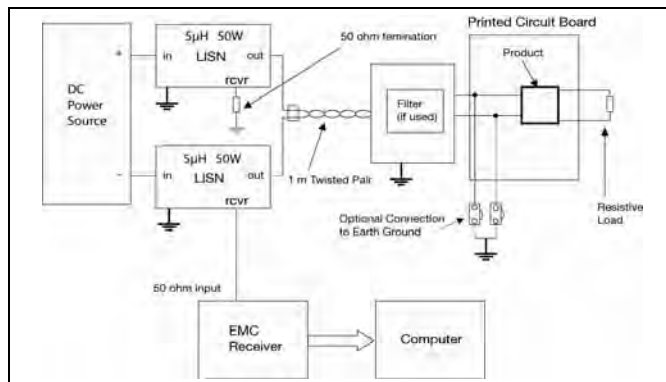 Printed Circuit Board
5µH 50W
LISN
in
out
rcvr
50 ohm temination
Product
+
DC
Power
Source
Filter
(if used)
5µH 50W
LISN
-
in
out
rcvr
1 m Twisted Pair
Optional Connection
to Earth Ground
Resistive
Load
50 ohm input
EMC
Receiver
Computer